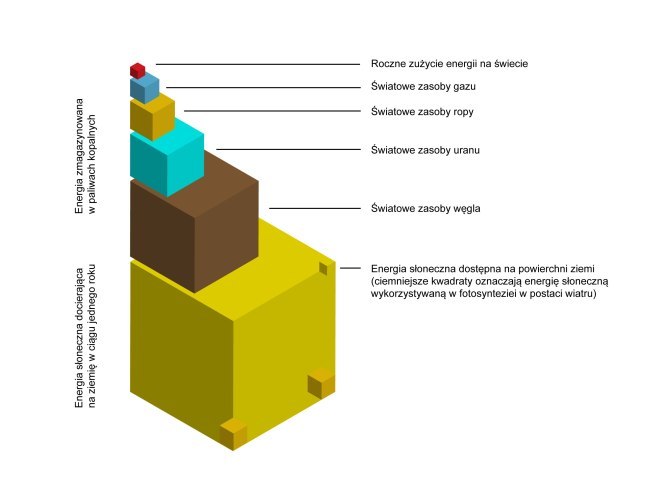 Roczne zużycie energii na świecie
Światowe zasoby gazu
Światowe zasoby ropy
Światowe zasoby uranu
Światowe zasoby węgla
Energia słoneczna dostępna na powierchni ziemi
(ciemniejsze kwadraty oznaczają energię słoneczną
wykorzystywaną w fotosynteziei w postaci wiatru)
Energia zmagazynowana
w paliwach kopalnych
Energia słoneczna docierająca
na ziemię w ciągu jednego roku